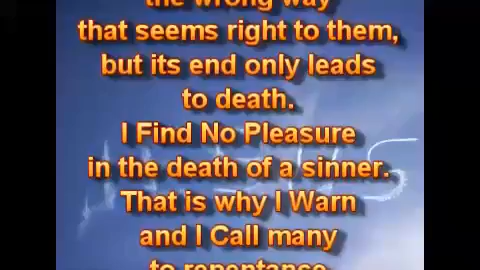 the wrong way
that seems right to them,
but its end only leads
to death.
I Find No Pleasure
in the death of a sinner.
That is why I Warn
and I Call many
to repentance